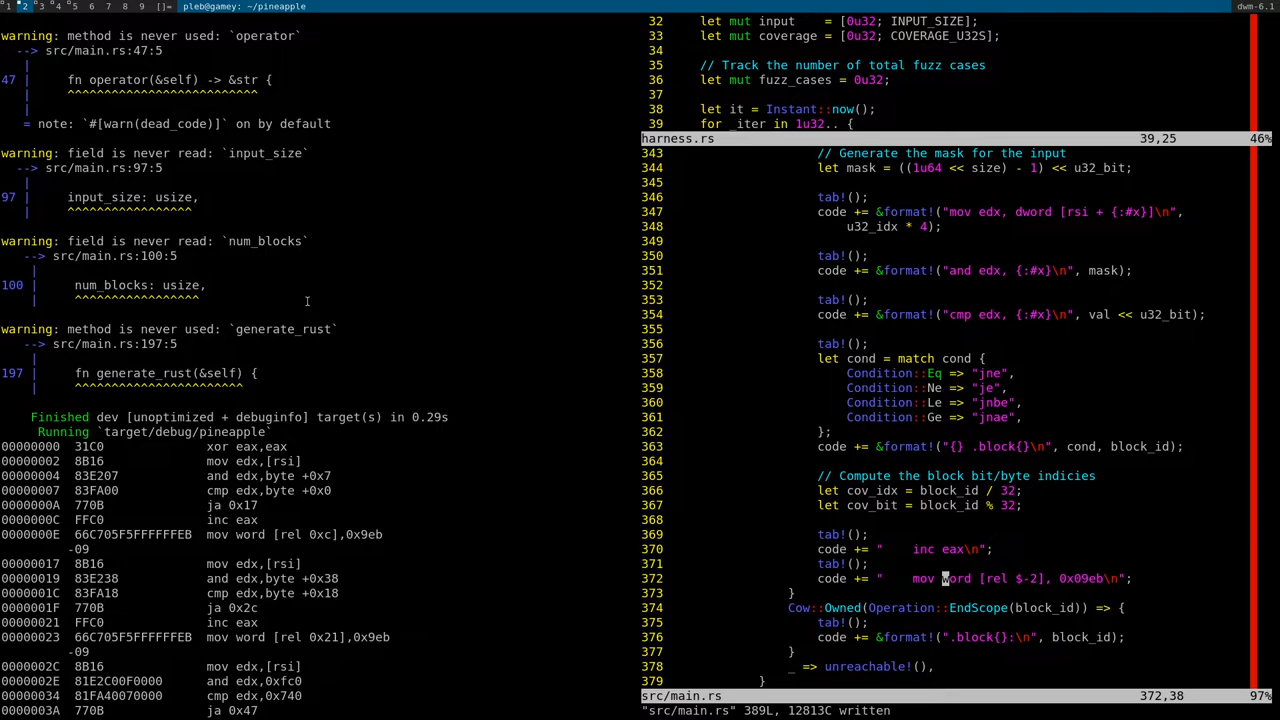 1 2 3 4 5 6 7 8 9 []= pleb@gamey: ~/pineapple dwm-6.1
warning: method is never used: `operator`
--> src/main.rs:47:5
|
47 | fn operator(&self) -> &str {
| ^^^^^^^^^^^^^^^^^^^^^^^^^^
|
= note: `#[warn(dead_code)]` on by default
warning: field is never read: `input_size`
--> src/main.rs:97:5
|
97 | input_size: usize,
| ^^^^^^^^^^^^^^^^^
warning: field is never read: `num_blocks`
--> src/main.rs:100:5
|
100 | num_blocks: usize,
| ^^^^^^^^^^^^^^^^^
warning: method is never used: `generate_rust`
--> src/main.rs:197:5
|
197 | fn generate_rust(&self) {
| ^^^^^^^^^^^^^^^^^^^^^^^
Finished dev [unoptimized + debuginfo] target(s) in 0.29s
Running `target/debug/pineapple`
00000000 31C0 xor eax,eax
00000002 8B16 mov edx,[rsi]
00000004 83E207 and edx,byte +0x7
00000007 83FA00 cmp edx,byte +0x0
0000000A 770B ja 0x17
0000000C FFC0 inc eax
0000000E 66C705F5FFFFFFEB mov word [rel 0xc],0x9eb
-09
00000017 8B16 mov edx,[rsi]
00000019 83E238 and edx,byte +0x38
0000001C 83FA18 cmp edx,byte +0x18
0000001F 770B ja 0x2c
00000021 FFC0 inc eax
00000023 66C705F5FFFFFFEB mov word [rel 0x21],0x9eb
-09
0000002C 8B16 mov edx,[rsi]
0000002E 81E2C00F0000 and edx,0xfc0
00000034 81FA40070000 cmp edx,0x740
0000003A 770B ja 0x47
32 let mut input = [0u32; INPUT_SIZE];
33 let mut coverage = [0u32; COVERAGE_U32S];
34
35 // Track the number of total fuzz cases
36 let mut fuzz_cases = 0u32;
37
38 let it = Instant::now();
39 for _iter in 1u32.. {
harness.rs 39,25 46%
343 // Generate the mask for the input
344 let mask = ((1u64 << size) - 1) << u32_bit;
345
346 tab!();
347 code += &format!("mov edx, dword [rsi + {:#x}]\n",
348 u32_idx * 4);
349
350 tab!();
351 code += &format!("and edx, {:#x}\n", mask);
352
353 tab!();
354 code += &format!("cmp edx, {:#x}\n", val << u32_bit);
355
356 tab!();
357 let cond = match cond {
358 Condition::Eq => "jne",
359 Condition::Ne => "je",
360 Condition::Le => "jnbe",
361 Condition::Ge => "jnae",
362 };
363 code += &format!("{} .block{}\n", cond, block_id);
364
365 // Compute the block bit/byte indicies
366 let cov_idx = block_id / 32;
367 let cov_bit = block_id % 32;
368
369 tab!();
370 code += " inc eax\n";
371 tab!();
372 code += " mov word [rel $-2], 0x09eb\n";
373 }
374 Cow::Owned(Operation::EndScope(block_id)) => {
375 tab!();
376 code += &format!(".block{}:\n", block_id);
377 }
378 _ => unreachable!(),
379 }
src/main.rs 372,38 97%
"src/main.rs" 389L, 12813C written